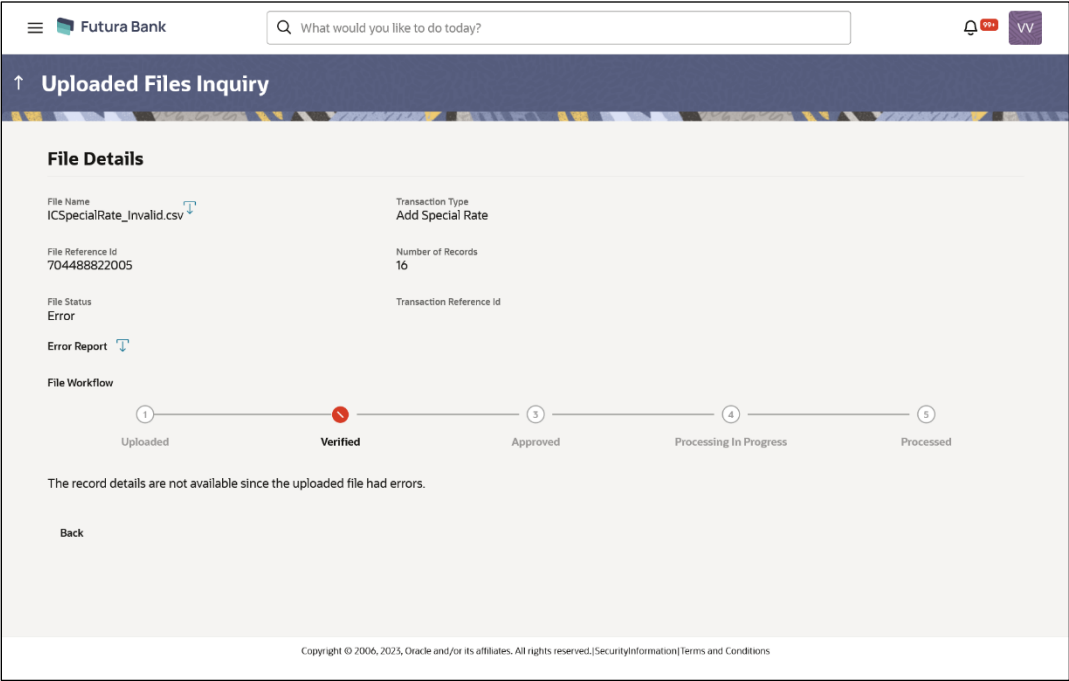 Futura Bank
What would you like to do today?
99+
VV
↑ Uploaded Files Inquiry
File Details
File Name
ICSpecialRate_Invalid.csv
Transaction Type
Add Special Rate
File Reference Id
704488822005
Number of Records
16
File Status
Error
Transaction Reference Id
Error Report
File Workflow
1
3
4
5
Uploaded
Verified
Approved
Processing In Progress
Processed
The record details are not available since the uploaded file had errors.
Back
Copyright © 2006, 2023, Oracle and/or its affiliates. All rights reserved.|SecurityInformation|Terms and Conditions